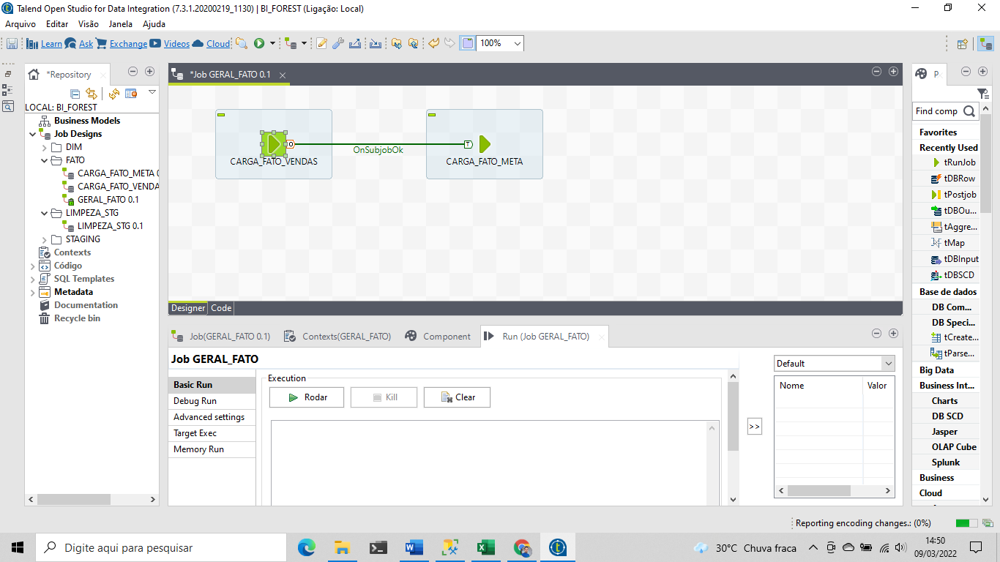 Talend Open Studio for Data Integration (7.3.1.20200219_1130) | BI_FOREST (Ligação: Local)
Arquivo Editar Visão Janela Ajuda
Learn Ask Exchange Videos Cloud 100%
*Repository
LOCAL: BI_FOREST
Business Models
Job Designs
DIM
FATO
CARGA_FATO_META 0
CARGA_FATO_VENDA
GERAL_FATO 0.1
LIMPEZA_STG
LIMPEZA_STG 0.1
STAGING
Contexts
Código
SQL Templates
Metadata
Documentation
Recycle bin
*Job GERAL_FATO 0.1
O
T
OnSubjobOk
CARGA_FATO_VENDAS
CARGA_FATO_META
Designer Code
Job(GERAL_FATO 0.1) Contexts(GERAL_FATO) Component Run (Job GERAL_FATO)
Job GERAL_FATO
Basic Run
Debug Run
Advanced settings
Target Exec
Memory Run
Execution
Rodar Kill Clear
>>
Default
Nome Valor
P
Find comp
Favorites
Recently Used
tRunJob
tDBRow
tPostjob
tDBOu...
tAggre...
tMap
tDBInput
tDBSCD
Base de dados
DB Com...
DB Speci...
tCreate...
tParse...
Big Data
Business Int...
Charts
DB SCD
Jasper
OLAP Cube
Splunk
Business
Cloud
Reporting encoding changes.: (0%)
Digite aqui para pesquisar
30°C Chuva fraca
14:50
09/03/2022